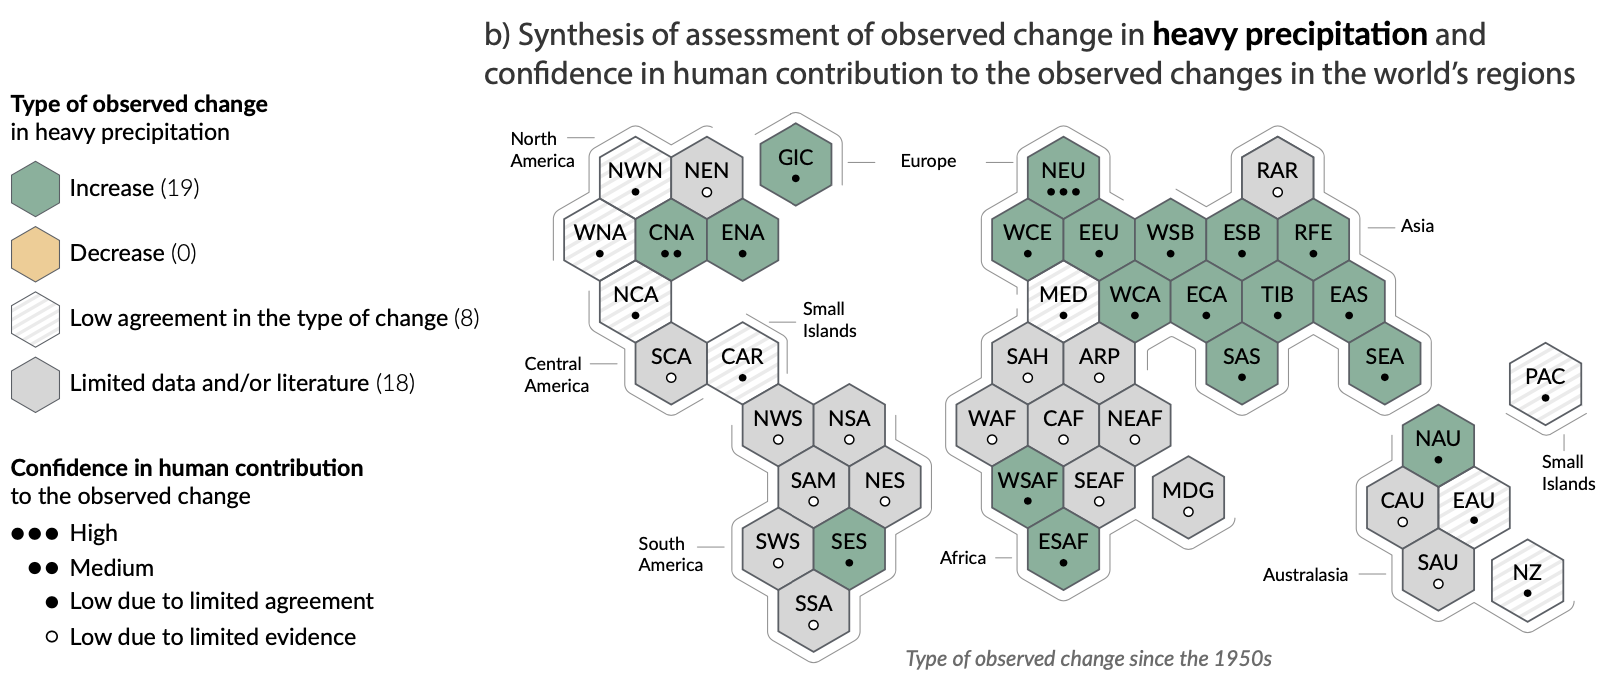 b) Synthesis of assessment of observed change in heavy precipitation and
confidence in human contribution to the observed changes in the world’s regions
Type of observed change
in heavy precipitation
Increase (19)
Decrease (0)
Low agreement in the type of change (8)
Limited data and/or literature (18)
Confidence in human contribution
to the observed change
High
Medium
Low due to limited agreement
Low due to limited evidence
North
America
NWN
NEN
GIC
WNA
CNA
ENA
NCA
Small
Islands
Central
America
SCA
CAR
NWS
NSA
SAM
NES
South
America
SWS
SES
SSA
Europe
NEU
RAR
WCE
EEU
WSB
ESB
RFE
Asia
MED
WCA
ECA
TIB
EAS
SAH
ARP
SAS
SEA
WAF
CAF
NEAF
WSAF
SEAF
MDG
Africa
ESAF
PAC
Small
Islands
NAU
CAU
EAU
Australasia
SAU
NZ
Type of observed change since the 1950s